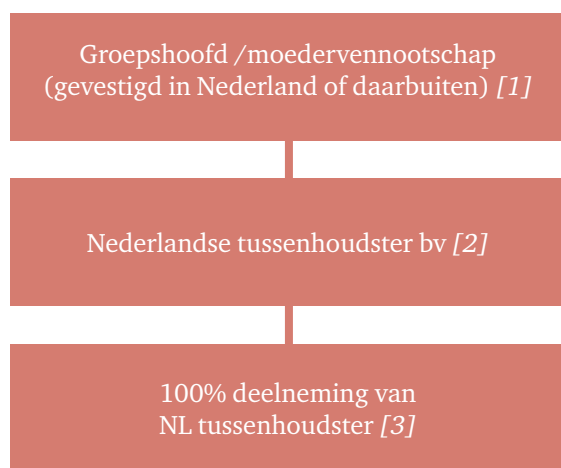 Groepshoofd /moedervennootschap
(gevestigd in Nederland of daarbuiten) [1]
Nederlandse tussenhoudster bv [2]
100% deelneming van
NL tussenhoudster [3]